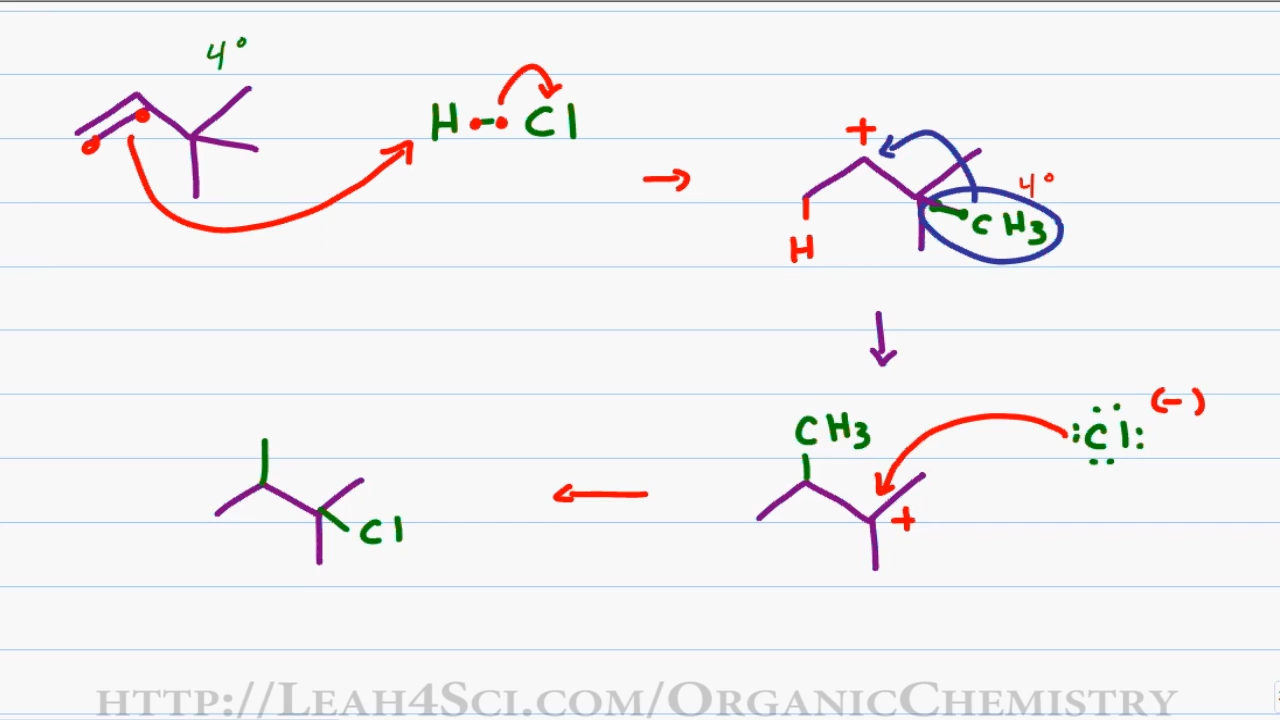 4°
H Cl
+
4°
CH3
H
CH3
:Cl: (-)
+
Cl
HTTP://LEAH4SCI.COM/ORGANICCHEMISTRY